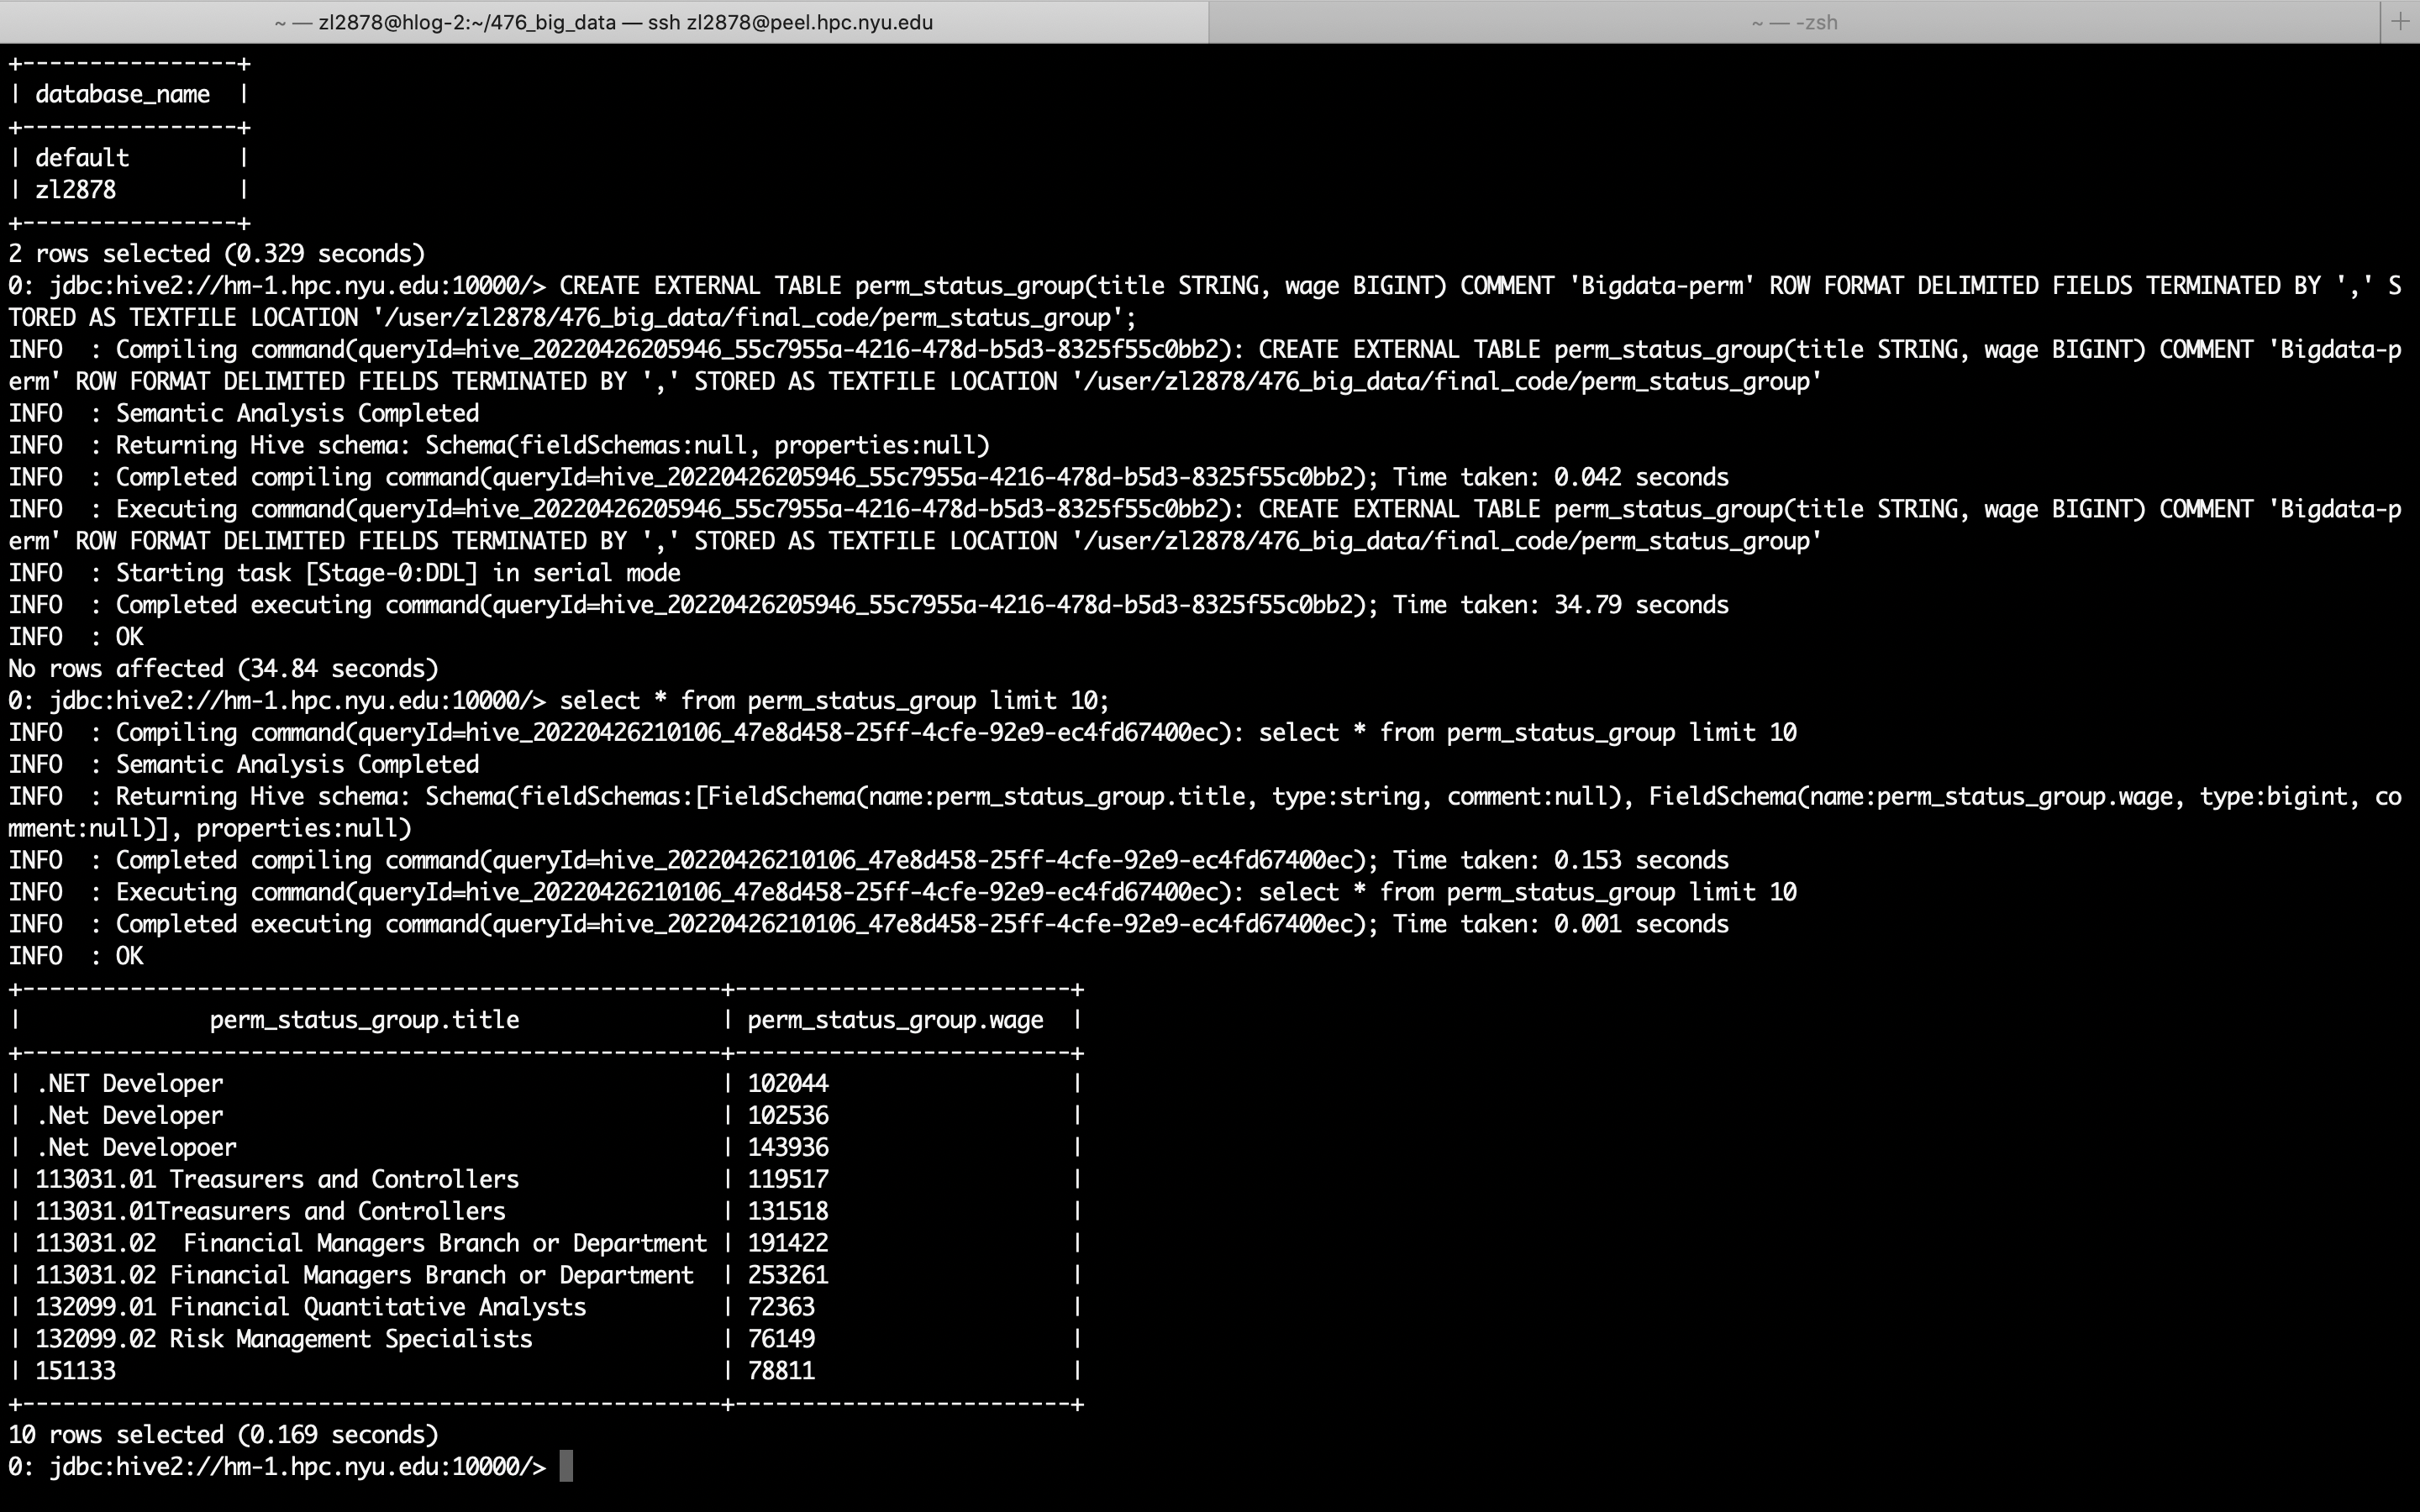 ~ — zl2878@hlog-2:~/476_big_data — ssh zl2878@peel.hpc.nyu.edu
~ — -zsh
+
+----------------+
| database_name  |
+----------------+
| default        |
| zl2878         |
+----------------+
2 rows selected (0.329 seconds)
0: jdbc:hive2://hm-1.hpc.nyu.edu:10000/> CREATE EXTERNAL TABLE perm_status_group(title STRING, wage BIGINT) COMMENT 'Bigdata-perm' ROW FORMAT DELIMITED FIELDS TERMINATED BY ',' S
TORED AS TEXTFILE LOCATION '/user/zl2878/476_big_data/final_code/perm_status_group';
INFO  : Compiling command(queryId=hive_20220426205946_55c7955a-4216-478d-b5d3-8325f55c0bb2): CREATE EXTERNAL TABLE perm_status_group(title STRING, wage BIGINT) COMMENT 'Bigdata-p
erm' ROW FORMAT DELIMITED FIELDS TERMINATED BY ',' STORED AS TEXTFILE LOCATION '/user/zl2878/476_big_data/final_code/perm_status_group'
INFO  : Semantic Analysis Completed
INFO  : Returning Hive schema: Schema(fieldSchemas:null, properties:null)
INFO  : Completed compiling command(queryId=hive_20220426205946_55c7955a-4216-478d-b5d3-8325f55c0bb2); Time taken: 0.042 seconds
INFO  : Executing command(queryId=hive_20220426205946_55c7955a-4216-478d-b5d3-8325f55c0bb2): CREATE EXTERNAL TABLE perm_status_group(title STRING, wage BIGINT) COMMENT 'Bigdata-p
erm' ROW FORMAT DELIMITED FIELDS TERMINATED BY ',' STORED AS TEXTFILE LOCATION '/user/zl2878/476_big_data/final_code/perm_status_group'
INFO  : Starting task [Stage-0:DDL] in serial mode
INFO  : Completed executing command(queryId=hive_20220426205946_55c7955a-4216-478d-b5d3-8325f55c0bb2); Time taken: 34.79 seconds
INFO  : OK
No rows affected (34.84 seconds)
0: jdbc:hive2://hm-1.hpc.nyu.edu:10000/> select * from perm_status_group limit 10;
INFO  : Compiling command(queryId=hive_20220426210106_47e8d458-25ff-4cfe-92e9-ec4fd67400ec): select * from perm_status_group limit 10
INFO  : Semantic Analysis Completed
INFO  : Returning Hive schema: Schema(fieldSchemas:[FieldSchema(name:perm_status_group.title, type:string, comment:null), FieldSchema(name:perm_status_group.wage, type:bigint, co
mment:null)], properties:null)
INFO  : Completed compiling command(queryId=hive_20220426210106_47e8d458-25ff-4cfe-92e9-ec4fd67400ec); Time taken: 0.153 seconds
INFO  : Executing command(queryId=hive_20220426210106_47e8d458-25ff-4cfe-92e9-ec4fd67400ec): select * from perm_status_group limit 10
INFO  : Completed executing command(queryId=hive_20220426210106_47e8d458-25ff-4cfe-92e9-ec4fd67400ec); Time taken: 0.001 seconds
INFO  : OK
+----------------------------------------------------+-------------------------+
|              perm_status_group.title               | perm_status_group.wage  |
+----------------------------------------------------+-------------------------+
| .NET Developer                                     | 102044                  |
| .Net Developer                                     | 102536                  |
| .Net Developoer                                    | 143936                  |
| 113031.01 Treasurers and Controllers               | 119517                  |
| 113031.01Treasurers and Controllers                | 131518                  |
| 113031.02  Financial Managers Branch or Department | 191422                  |
| 113031.02 Financial Managers Branch or Department  | 253261                  |
| 132099.01 Financial Quantitative Analysts          | 72363                   |
| 132099.02 Risk Management Specialists              | 76149                   |
| 151133                                             | 78811                   |
+----------------------------------------------------+-------------------------+
10 rows selected (0.169 seconds)
0: jdbc:hive2://hm-1.hpc.nyu.edu:10000/>